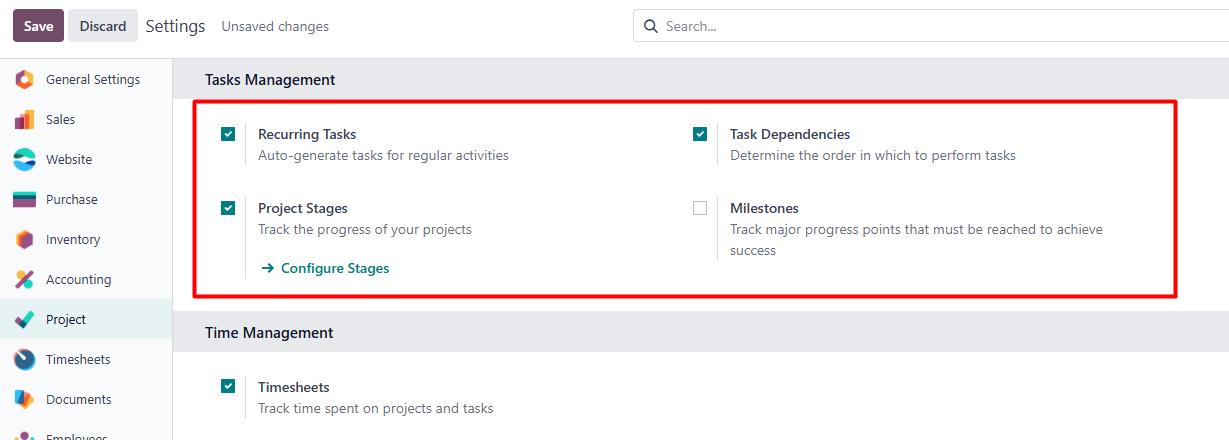 Save
Discard
Settings
Unsaved changes
Search...
General Settings
Sales
Website
Purchase
Inventory
Accounting
Project
Timesheets
Documents
Employees
Tasks Management
Recurring Tasks
Auto-generate tasks for regular activities
Task Dependencies
Determine the order in which to perform tasks
Project Stages
Track the progress of your projects
Configure Stages
Milestones
Track major progress points that must be reached to achieve
success
Time Management
Timesheets
Track time spent on projects and tasks